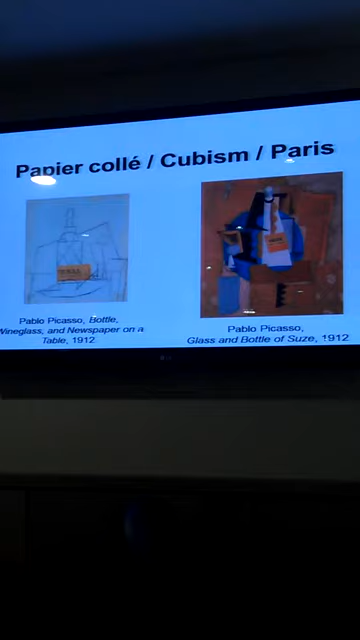 Papier collé / Cubism / Paris
Pablo Picasso, Bottle,
Wineglass, and Newspaper on a
Table, 1912
Pablo Picasso,
Glass and Bottle of Suze, 1912
LG